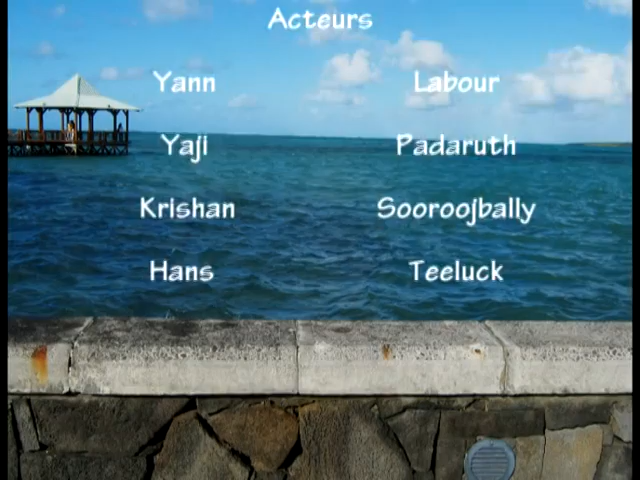 Acteurs
Yann Labour
Yaji Padaruth
Krishan Sooroojbally
Hans Teeluck